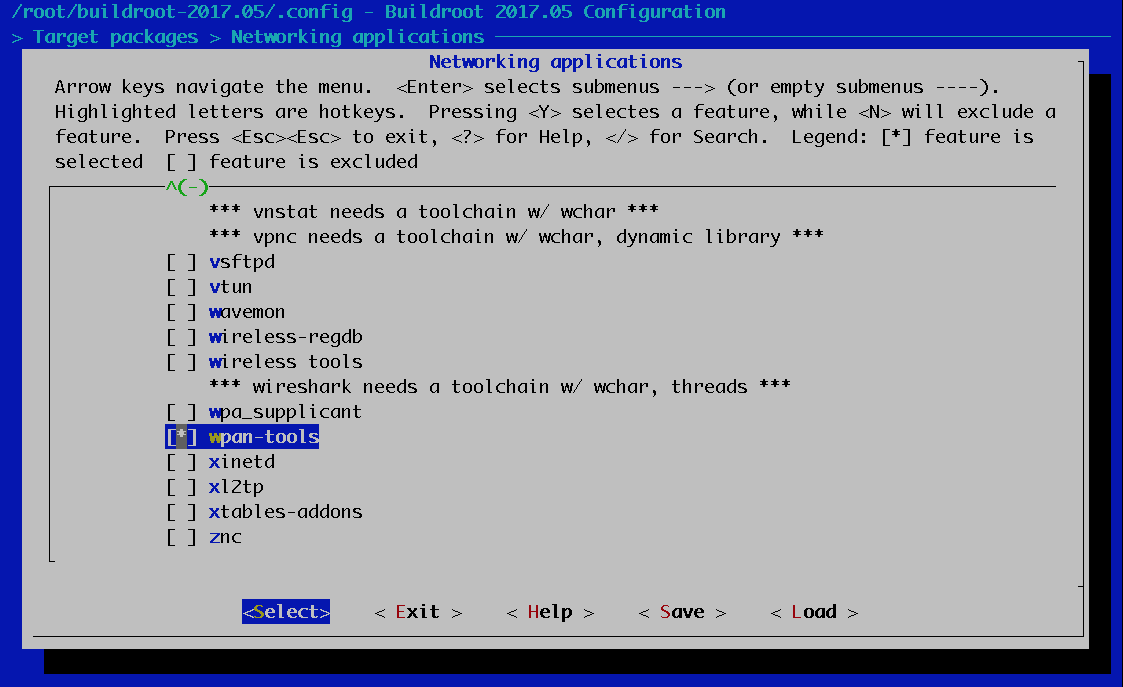 /root/buildroot-2017.05/.config - Buildroot 2017.05 Configuration
> Target packages > Networking applications
Networking applications
Arrow keys navigate the menu.  <Enter> selects submenus ---> (or empty submenus ----).
Highlighted letters are hotkeys.  Pressing <Y> selectes a feature, while <N> will exclude a
feature.  Press <Esc><Esc> to exit, <?> for Help, </> for Search.  Legend: [*] feature is
selected  [ ] feature is excluded
^(-)
*** vnstat needs a toolchain w/ wchar ***
*** vpnc needs a toolchain w/ wchar, dynamic library ***
[ ] vsftpd
[ ] vtun
[ ] wavemon
[ ] wireless-regdb
[ ] wireless tools
*** wireshark needs a toolchain w/ wchar, threads ***
[ ] wpa_supplicant
[*] wpan-tools
[ ] xinetd
[ ] xl2tp
[ ] xtables-addons
[ ] znc
<Select>    < Exit >    < Help >    < Save >    < Load >